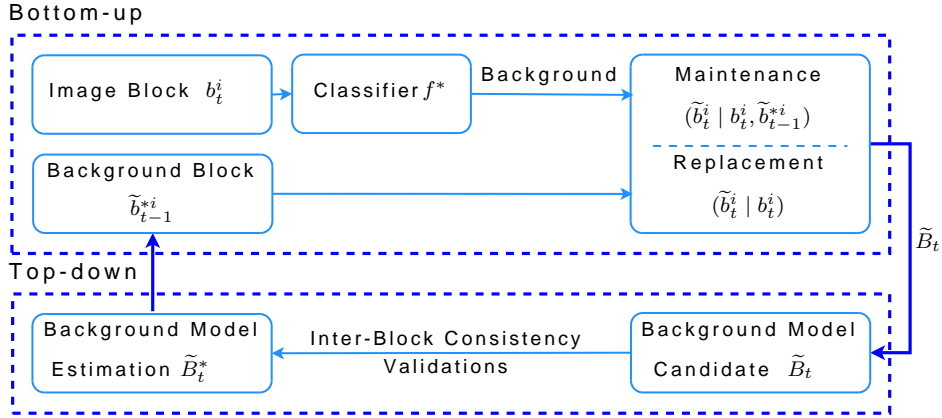 Bottom-up
Image Block $b_t^i$
Classifier $f^*$
Background
Maintenance
$(\widetilde{b}_t^i \mid b_t^i, \widetilde{b}_{t-1}^{*i})$
Replacement
$(\widetilde{b}_t^i \mid b_t^i)$
Background Block
$\widetilde{b}_{t-1}^{*i}$
$\widetilde{B}_t$
Top-down
Background Model
Estimation $\widetilde{B}_t^*$
Inter-Block Consistency
Validations
Background Model
Candidate $\widetilde{B}_t$